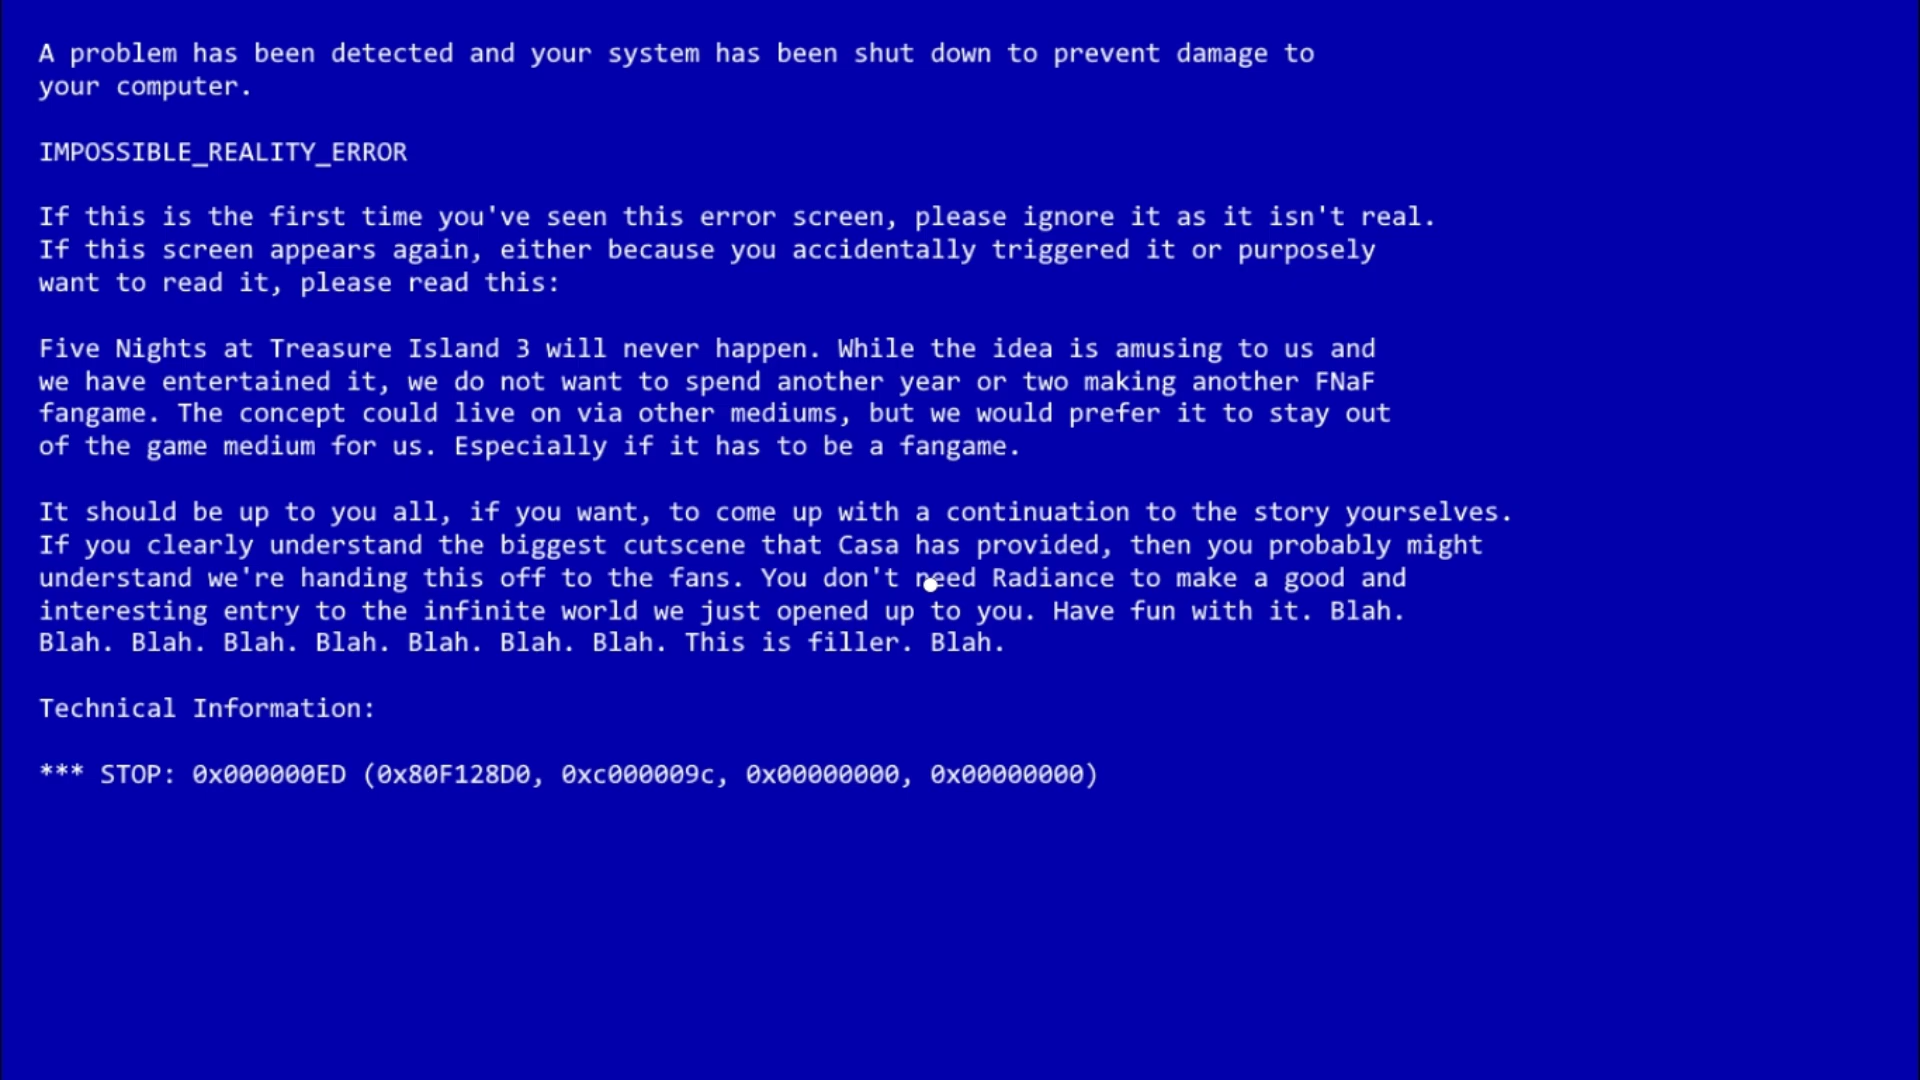 A problem has been detected and your system has been shut down to prevent damage to
your computer.
IMPOSSIBLE_REALITY_ERROR
If this is the first time you've seen this error screen, please ignore it as it isn't real.
If this screen appears again, either because you accidentally triggered it or purposely
want to read it, please read this:
Five Nights at Treasure Island 3 will never happen. While the idea is amusing to us and
we have entertained it, we do not want to spend another year or two making another FNaF
fangame. The concept could live on via other mediums, but we would prefer it to stay out
of the game medium for us. Especially if it has to be a fangame.
It should be up to you all, if you want, to come up with a continuation to the story yourselves.
If you clearly understand the biggest cutscene that Casa has provided, then you probably might
understand we're handing this off to the fans. You don't need Radiance to make a good and
interesting entry to the infinite world we just opened up to you. Have fun with it. Blah.
Blah. Blah. Blah. Blah. Blah. Blah. Blah. This is filler. Blah.
Technical Information:
*** STOP: 0x000000ED (0x80F128D0, 0xc000009c, 0x00000000, 0x00000000)